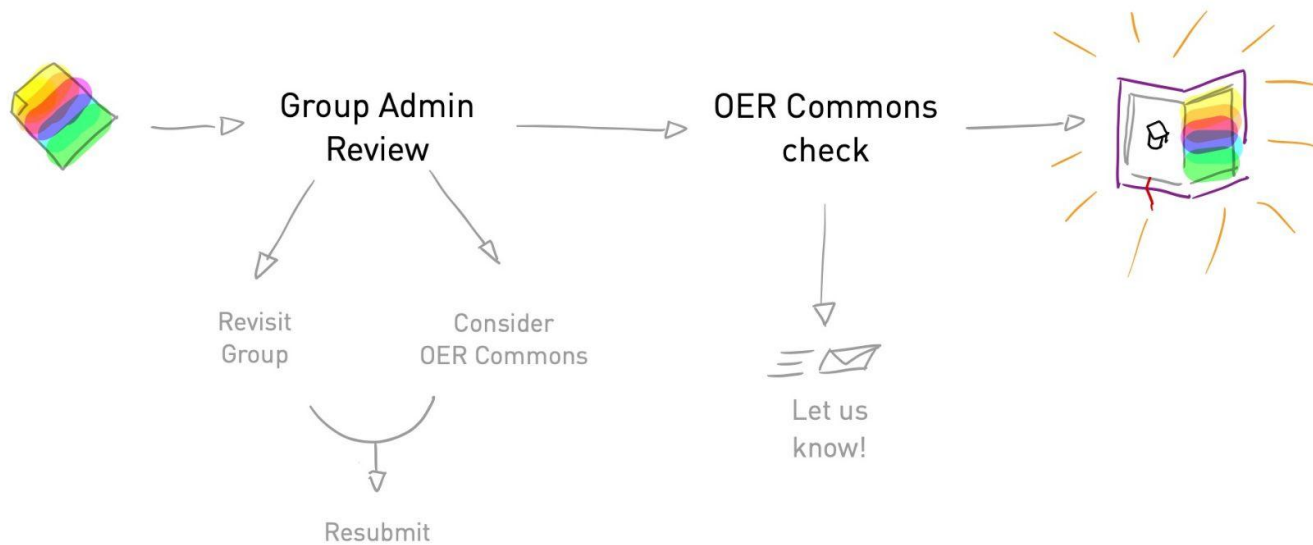 Group Admin
Review
OER Commons
check
Revisit
Group
Consider
OER Commons
Let us
know!
Resubmit